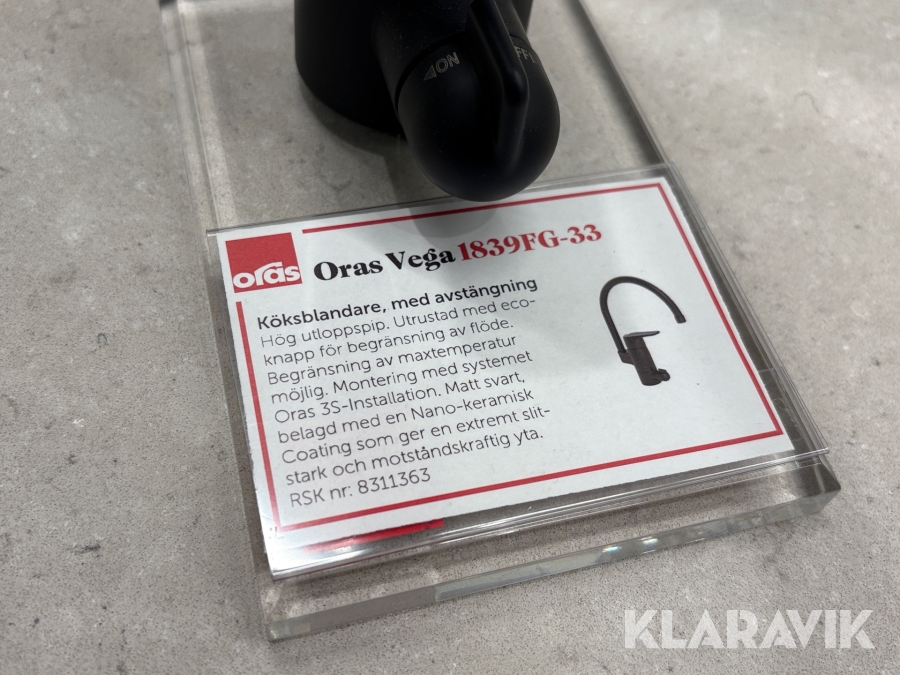 ON
oras
Oras Vega 1839FG-33
Köksblandare, med avstängning
Hög utloppspip. Utrustad med eco-
knapp för begränsning av flöde.
Begränsning av maxtemperatur
möjlig. Montering med systemet
Oras 3S-Installation. Matt svart,
belagd med en Nano-keramisk
Coating som ger en extremt slit-
stark och motståndskraftig yta.
RSK nr: 8311363
KLARAVIK